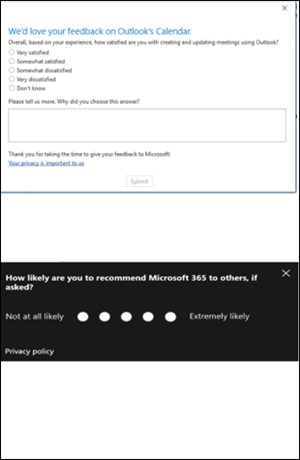 We'd love your feedback on Outlook's Calendar.
Overall, based on your experience, how satisfied are you with creating and updating meetings using Outlook?
Very satisfied
Somewhat satisfied
Somewhat dissatisfied
Very dissatisfied
Don't know
Please tell us more. Why did you choose this answer?
Thank you for taking the time to give your feedback to Microsoft!
Your privacy is important to us
Submit
How likely are you to recommend Microsoft 365 to others, if
asked?
Not at all likely Extremely likely
Privacy policy